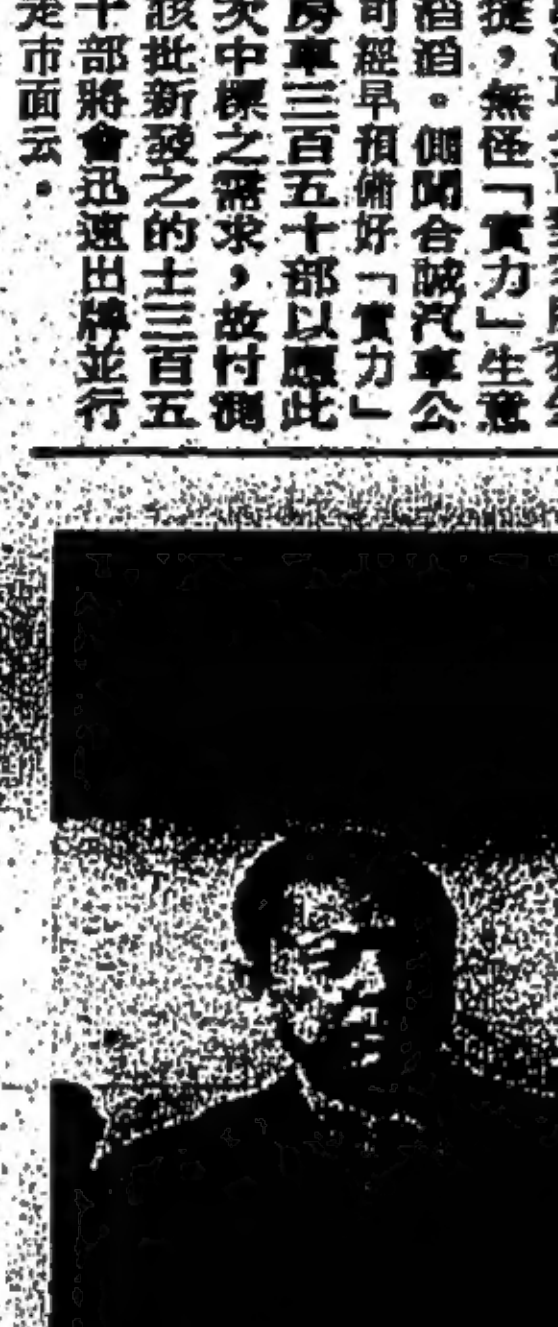 捷，無怪「實力」生意
滔滔。側聞合誠汽車公
司經早預備好「實力」
房車三百五十部以應此
次中標之需求，故忖測
該批新發之的士三百五
十部將會迅速出牌並行
走市面云。